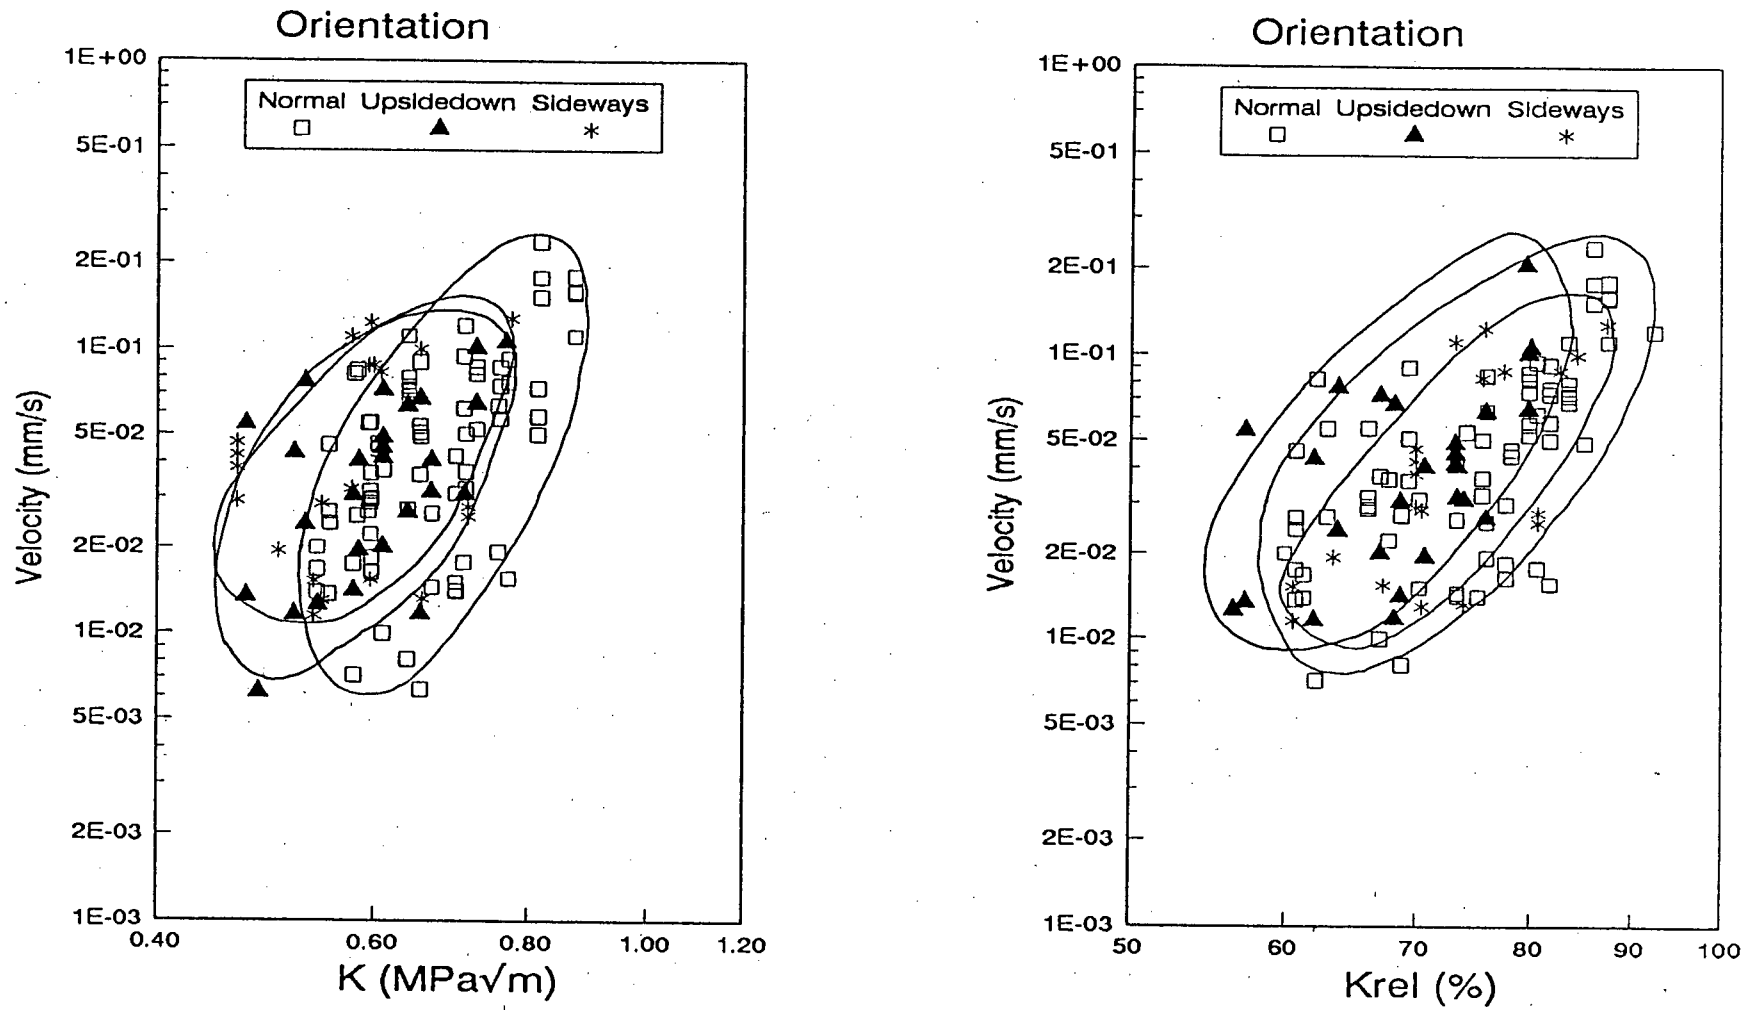 Orientation
1E+00
Normal Upsidedown Sideways
5E-01
2E-01
1E-01
5E-02
2E-02
1E-02
5E-03
2E-03
1E-03
Velocity (mm/s)
0.40 0.60 0.80 1.00 1.20
K (MPa√m)
Orientation
1E+00
Normal Upsidedown Sideways
5E-01
2E-01
1E-01
5E-02
2E-02
1E-02
5E-03
2E-03
1E-03
Velocity (mm/s)
50 60 70 80 90 100
Krel (%)